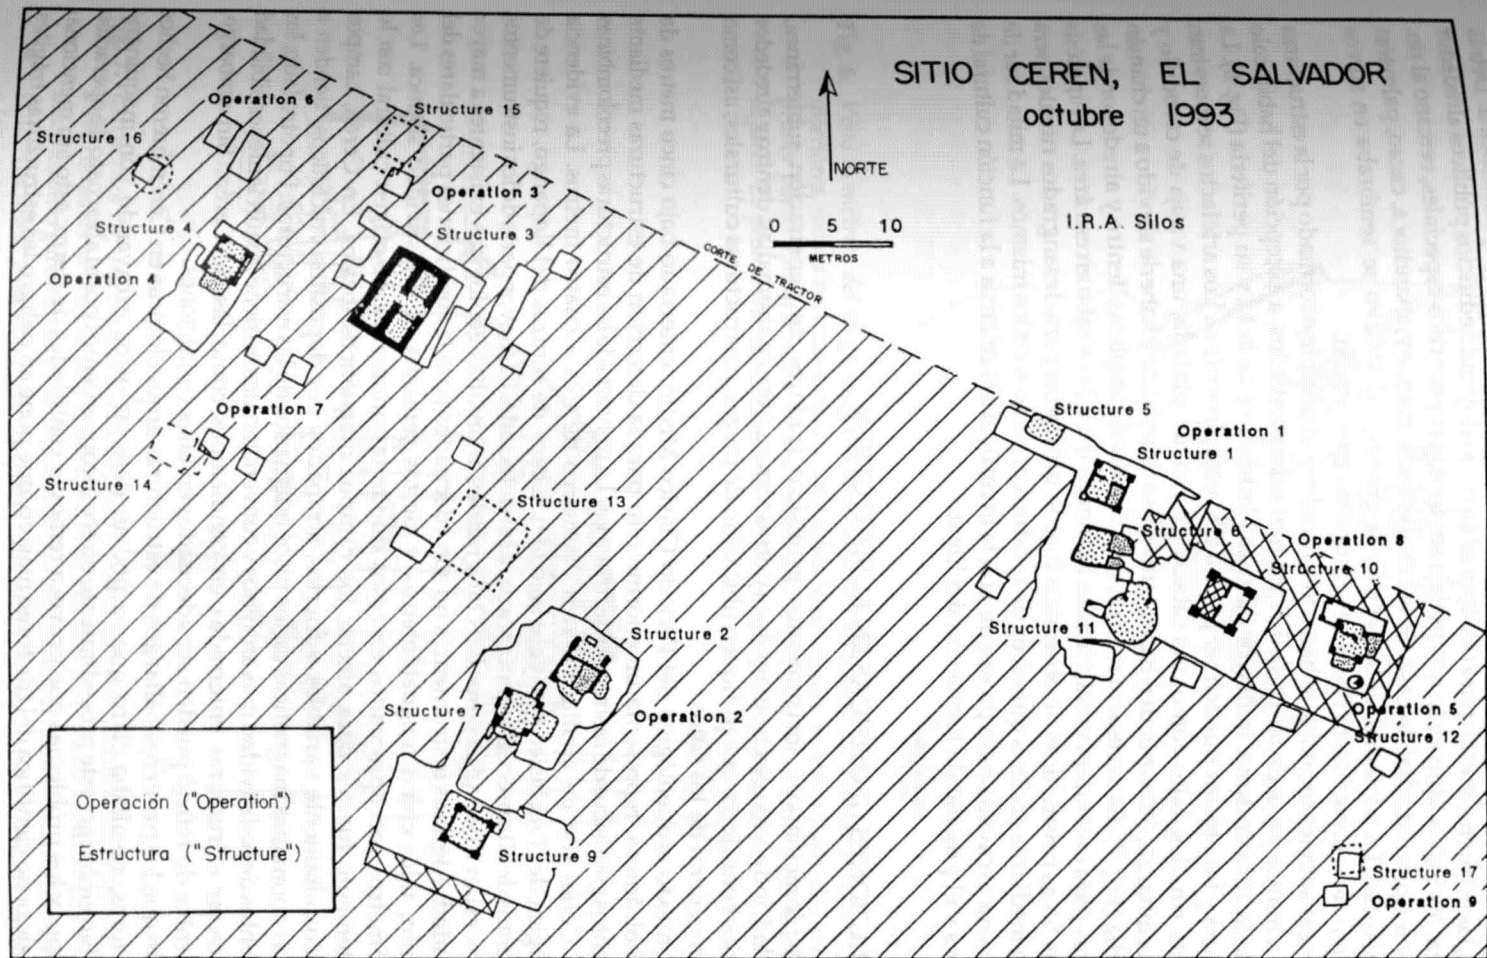 SITIO CEREN, EL SALVADOR
octubre 1993
NORTE
0 5 10
METROS
I.R.A. Silos
CORTE DE TRACTOR
Operation 6
Structure 15
Structure 16
Operation 3
Structure 4
Structure 3
Operation 4
Operation 7
Structure 14
Structure 13
Structure 5
Operation 1
Structure 1
Structure 6
Operation 8
Structure 10
Structure 11
Structure 2
Structure 7
Operation 2
Operation 5
Structure 12
Structure 9
Structure 17
Operation 9
Operación ("Operation")
Estructura ("Structure")